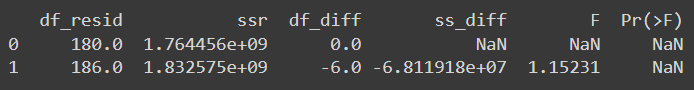 df_resid ssr df_diff ss_diff F Pr(>F)
0 180.0 1.764456e+09 0.0 NaN NaN NaN
1 186.0 1.832575e+09 -6.0 -6.811918e+07 1.15231 NaN